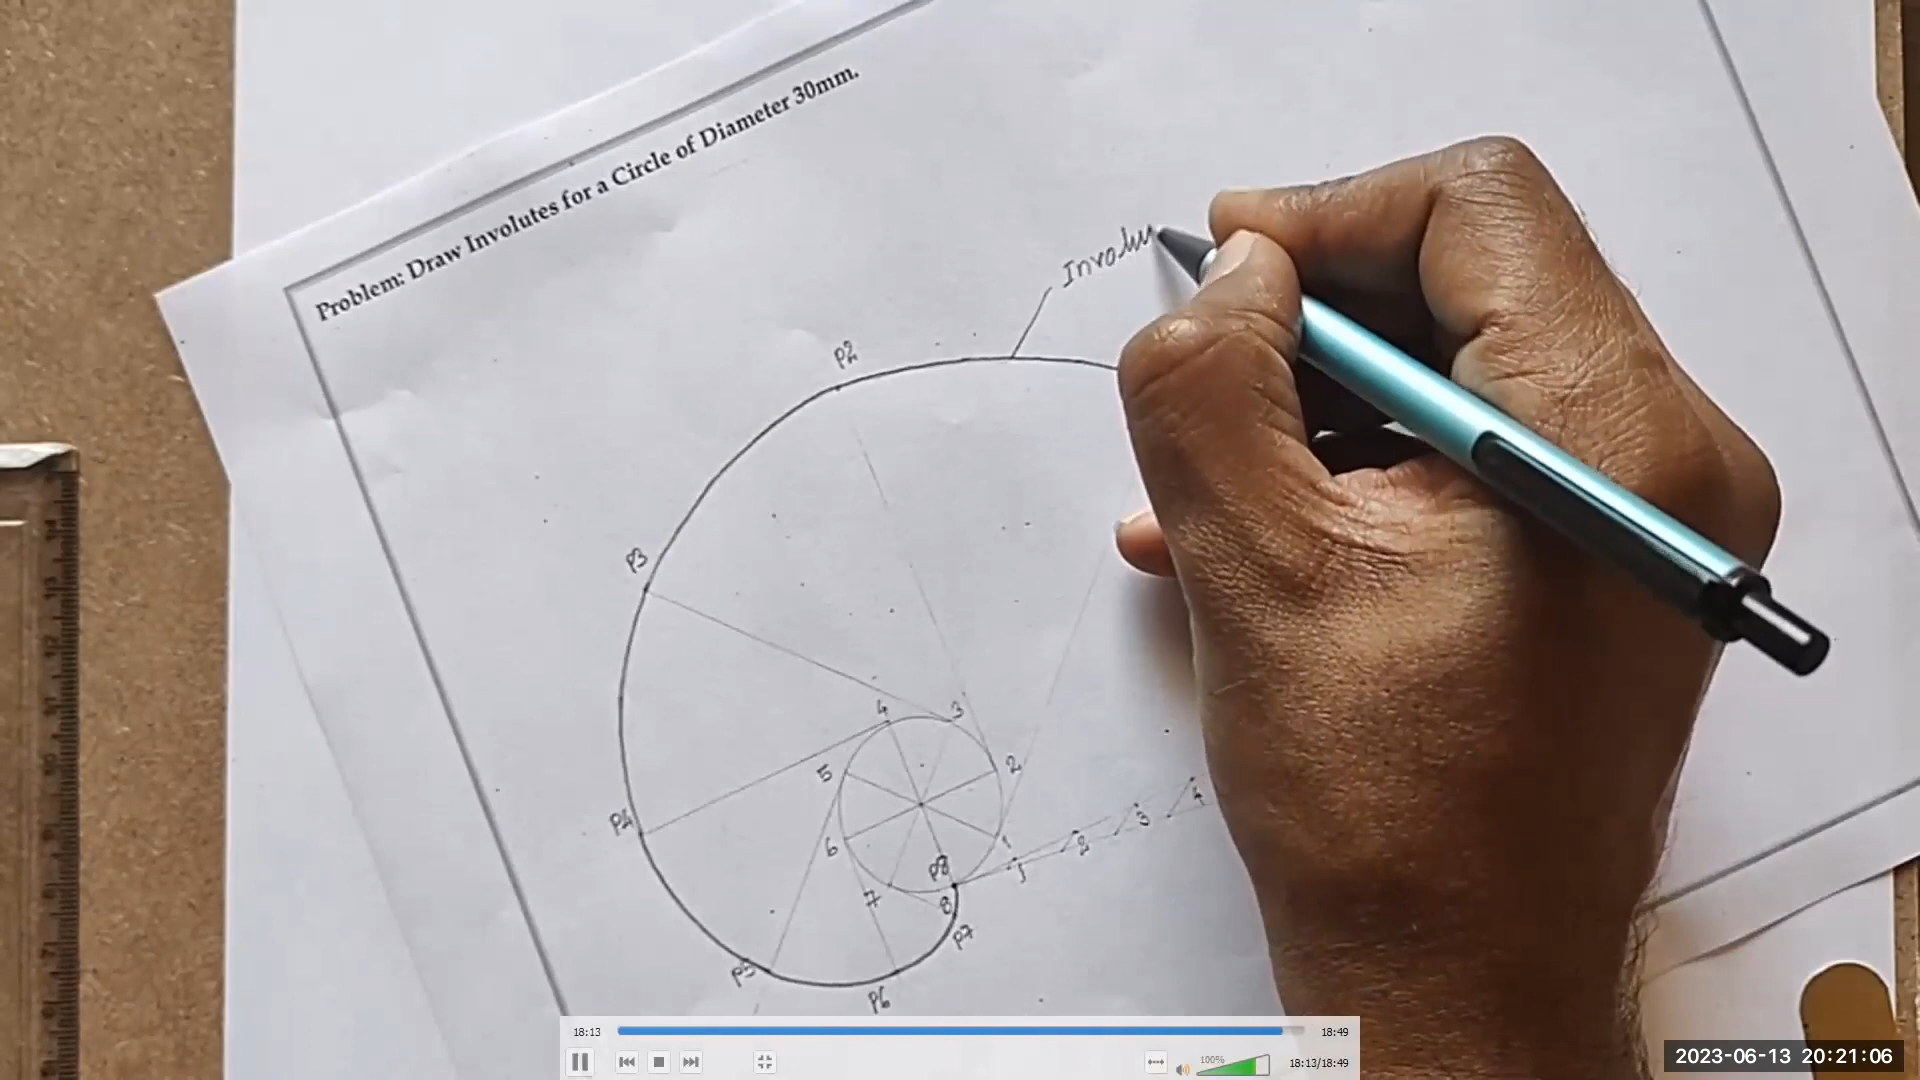 Problem: Draw Involutes for a Circle of Diameter 30mm.
Involu
P2
P3
4
3
5
2
P4
6
1
P8
1
2
3
4
7
8
P7
P5
P6
18:13
18:49
100%
18:13/18:49
2023-06-13 20:21:06